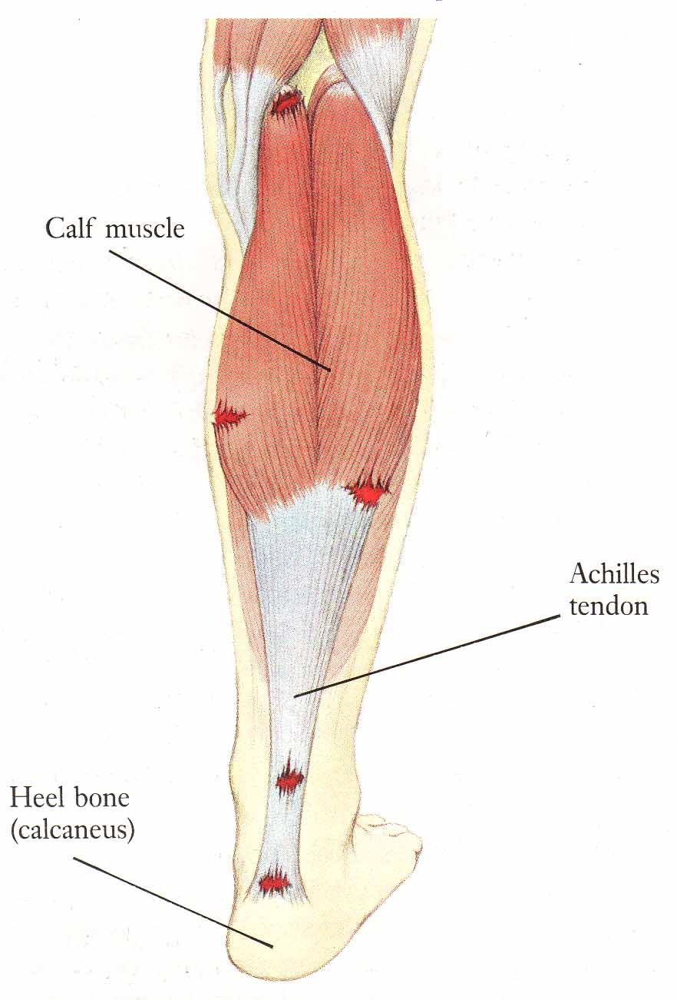 Calf muscle
Achilles
tendon
Heel bone
(calcaneus)